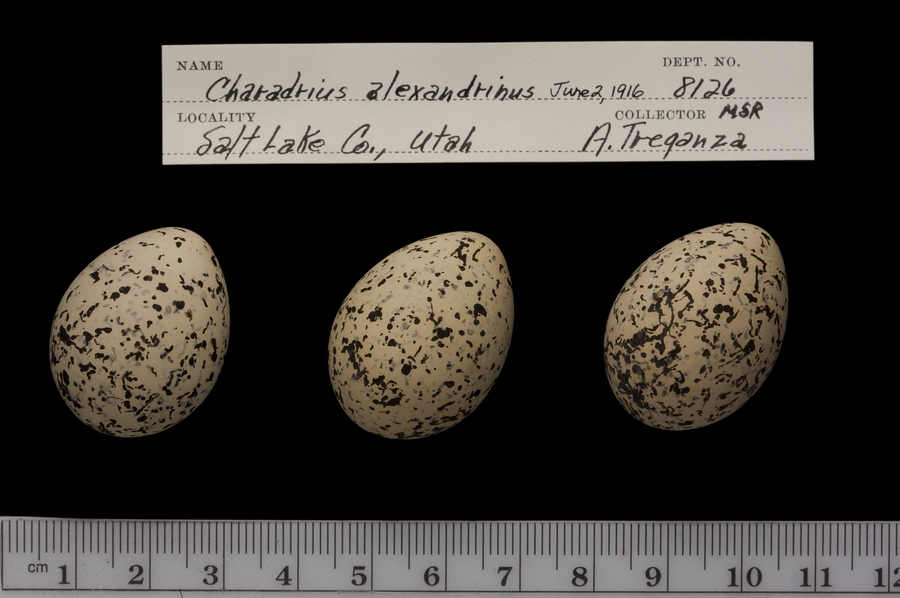 NAME DEPT. NO.
Charadrius alexandrinus June 2, 1916 8126
LOCALITY COLLECTOR MSR
Salt Lake Co., Utah A. Treganza
cm 1 2 3 4 5 6 7 8 9 10 11 12